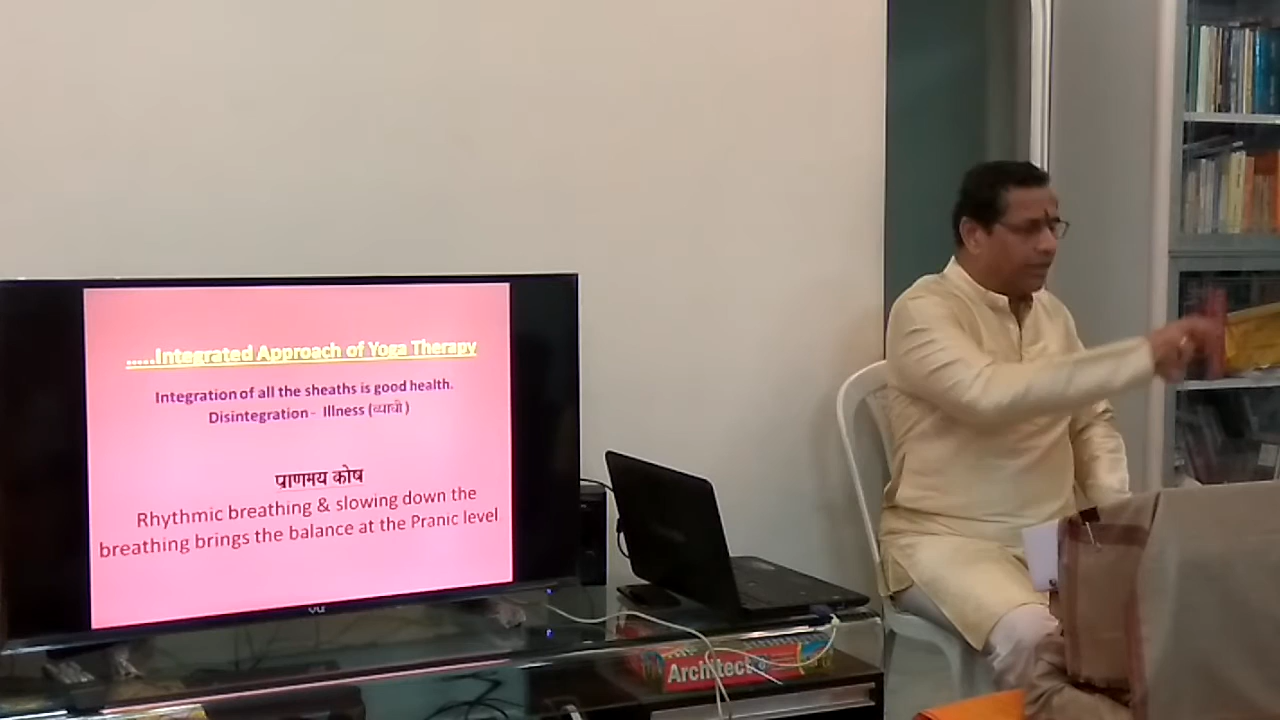 .....Integrated Approach of Yoga Therapy
Integration of all the sheaths is good health.
Disintegration - Illness (व्याधी)
प्राणमय कोष
Rhythmic breathing & slowing down the
breathing brings the balance at the Pranic level
VU
Architect